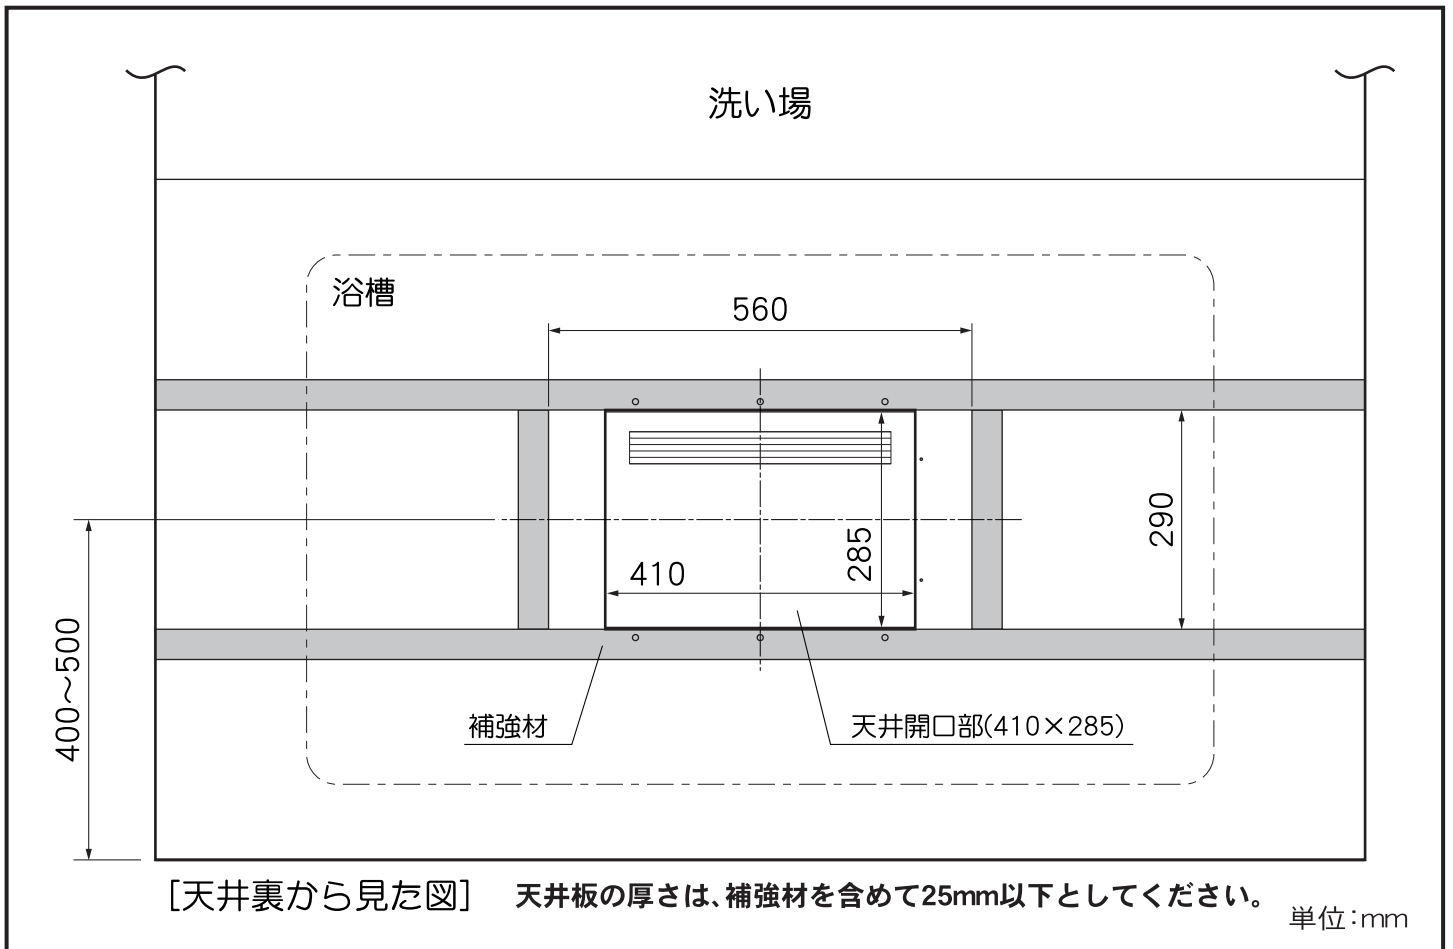 洗い場
浴槽
560
290
285
410
400～500
補強材
天井開口部(410×285)
[天井裏から見た図]
天井板の厚さは、補強材を含めて25mm以下としてください。
単位：mm